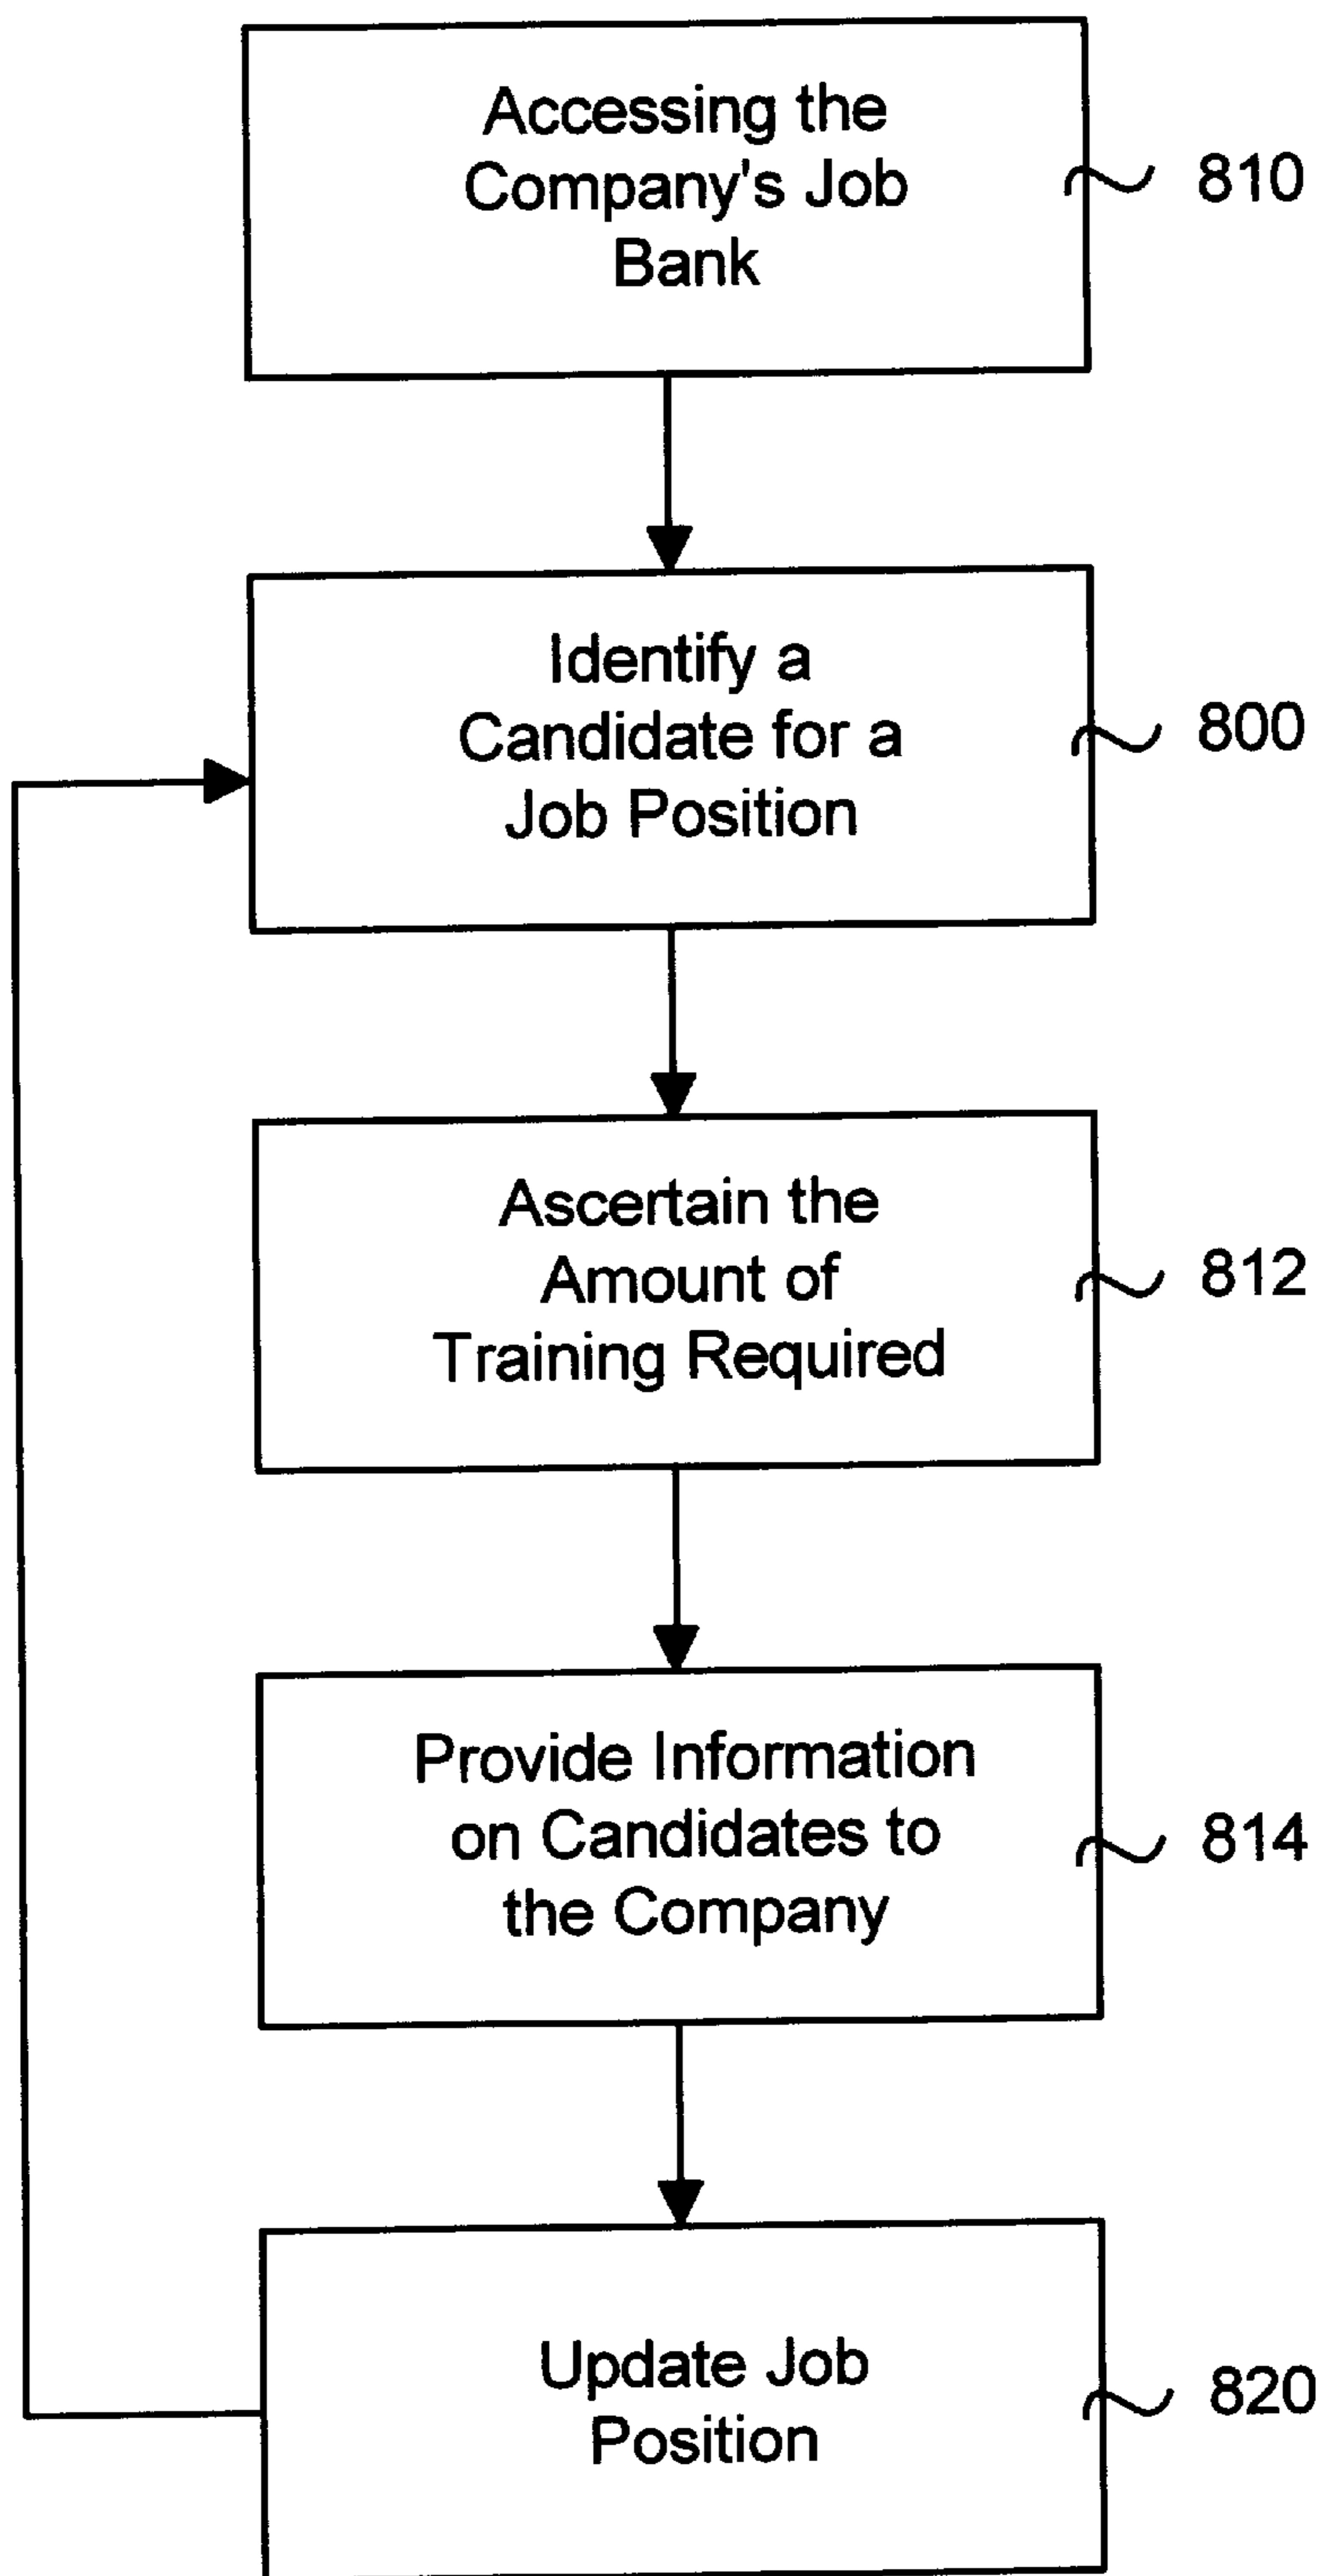 Accessing the
Company's Job
Bank
810
Identify a
Candidate for a
Job Position
800
Ascertain the
Amount of
Training Required
812
Provide Information
on Candidates to
the Company
814
Update Job
Position
820